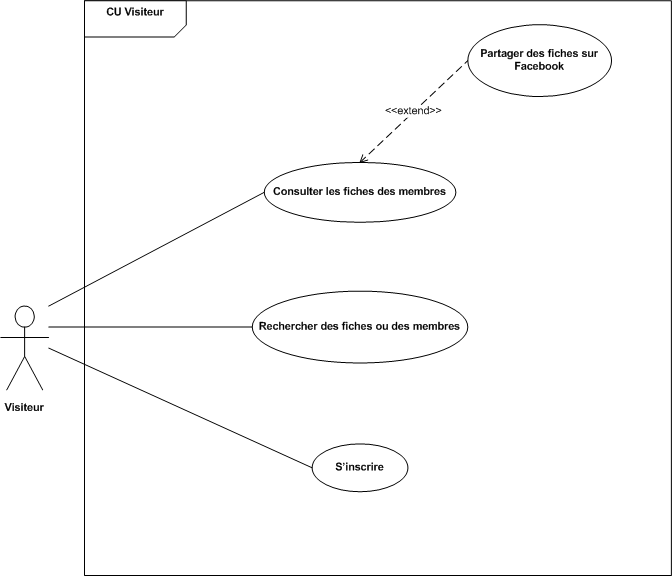 CU Visiteur
Partager des fiches sur
Facebook
<<extend>>
Consulter les fiches des membres
Rechercher des fiches ou des membres
Visiteur
S'inscrire